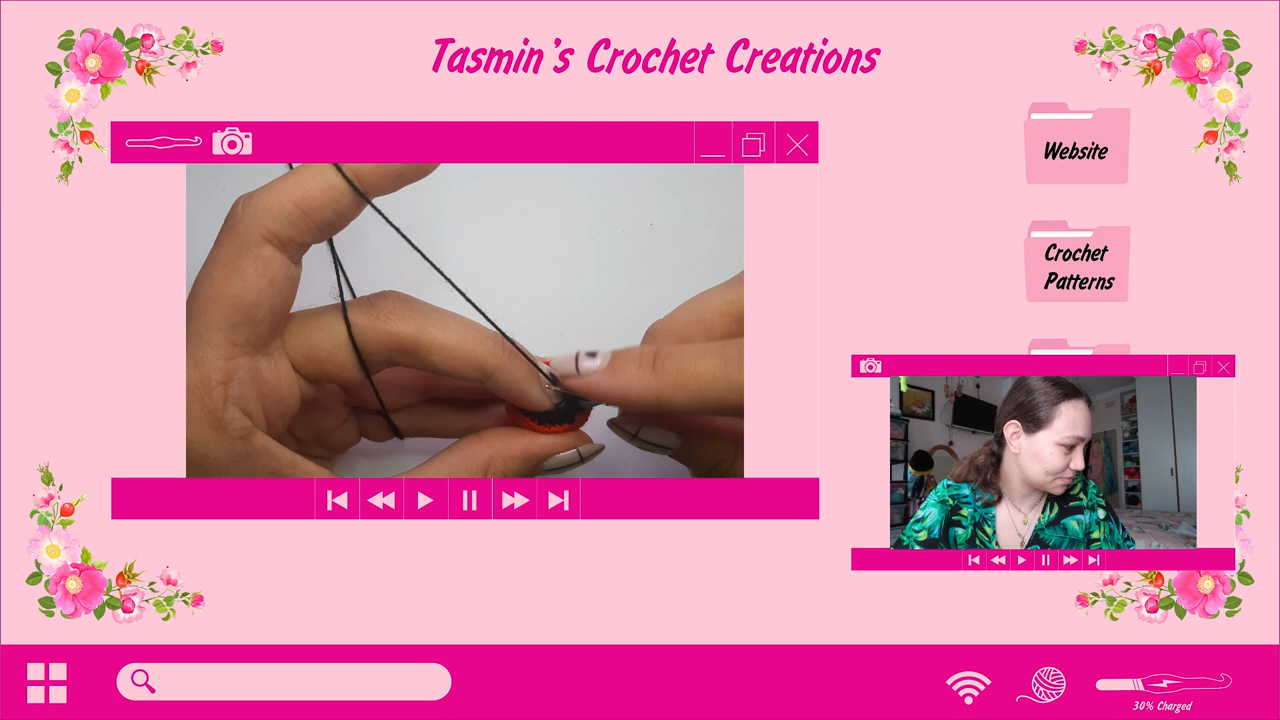 Tasmin's Crochet Creations
Website
Crochet
Patterns
30% Charged